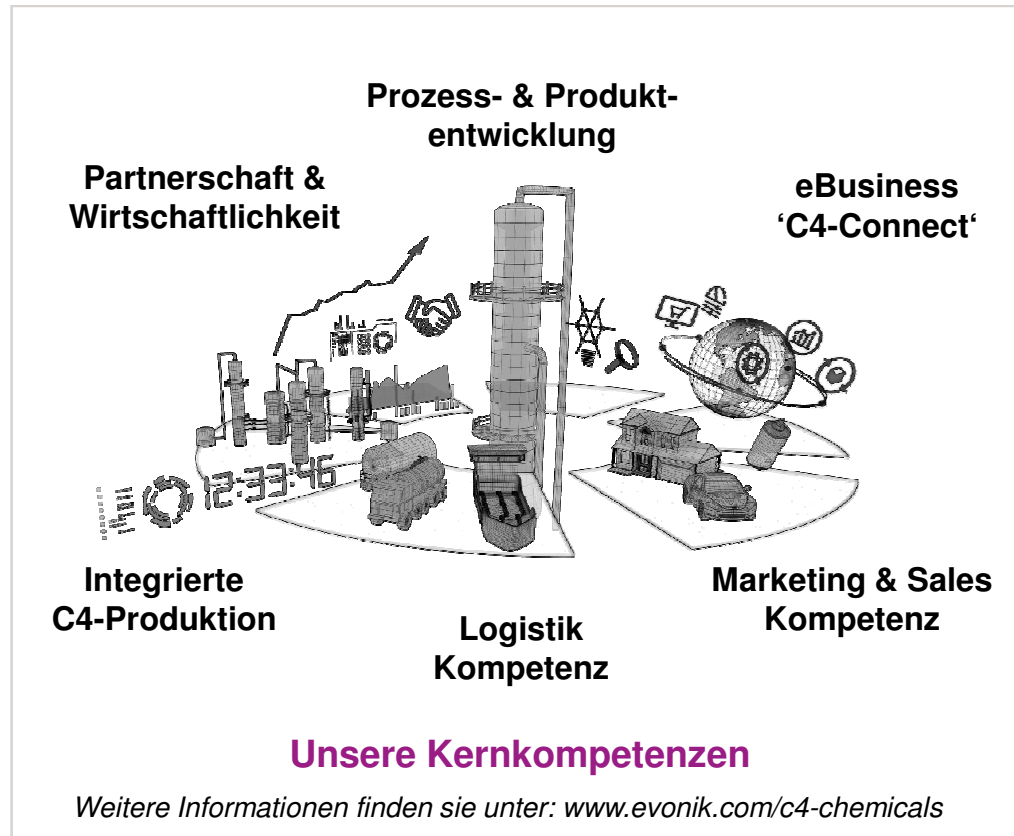 Prozess- & Produkt-
entwicklung
Partnerschaft &
Wirtschaftlichkeit
eBusiness
‘C4-Connect‘
12:33:46
Integrierte
C4-Produktion
Marketing & Sales
Kompetenz
Logistik
Kompetenz
Unsere Kernkompetenzen
Weitere Informationen finden sie unter: www.evonik.com/c4-chemicals